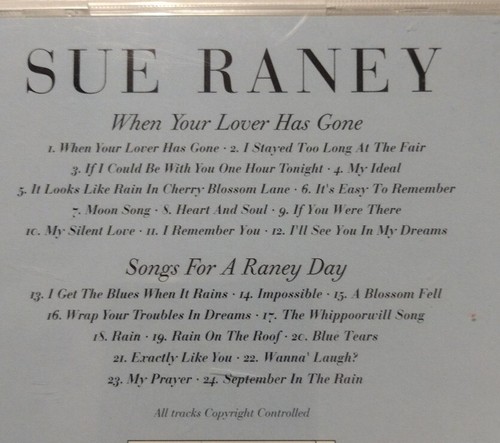 SUE RANEY
When Your Lover Has Gone
1. When Your Lover Has Gone · 2. I Stayed Too Long At The Fair
3. If I Could Be With You One Hour Tonight · 4. My Ideal
5. It Looks Like Rain In Cherry Blossom Lane · 6. It's Easy To Remember
7. Moon Song · 8. Heart And Soul · 9. If You Were There
10. My Silent Love · 11. I Remember You · 12. I'll See You In My Dreams
Songs For A Raney Day
13. I Get The Blues When It Rains · 14. Impossible · 15. A Blossom Fell
16. Wrap Your Troubles In Dreams · 17. The Whippoorwill Song
18. Rain · 19. Rain On The Roof · 20. Blue Tears
21. Exactly Like You · 22. Wanna' Laugh?
23. My Prayer · 24. September In The Rain
All tracks Copyright Controlled